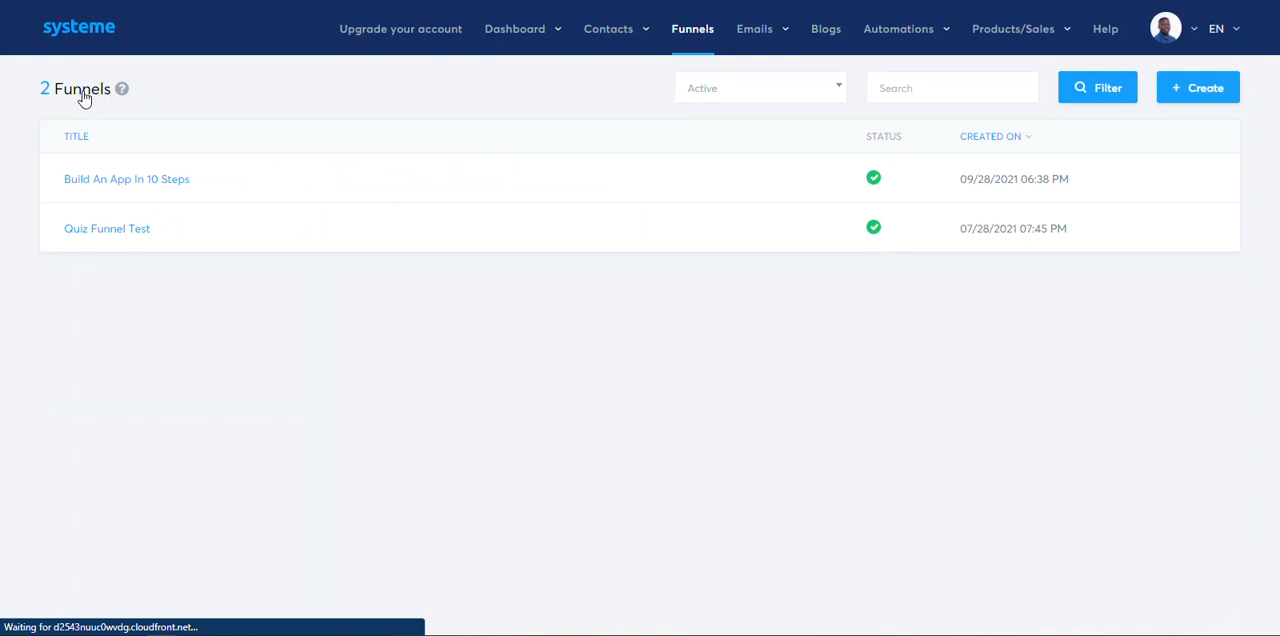 systeme
Upgrade your account Dashboard Contacts Funnels Emails Blogs Automations Products/Sales Help EN
2 Funnels ?
Active Search Filter + Create
TITLE STATUS CREATED ON
Build An App In 10 Steps 09/28/2021 06:38 PM
Quiz Funnel Test 07/28/2021 07:45 PM
Waiting for d2543nuuc0wvdg.cloudfront.net...